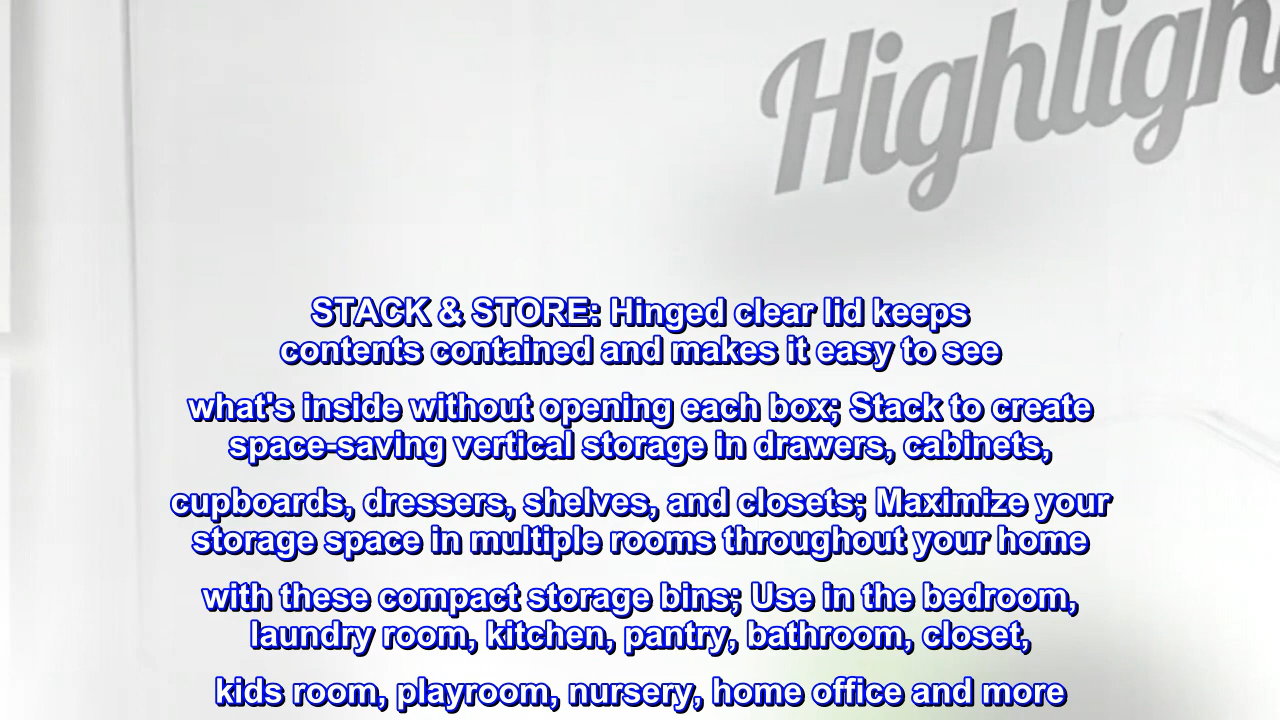 Highligh
STACK & STORE: Hinged clear lid keeps
contents contained and makes it easy to see
what's inside without opening each box; Stack to create
space-saving vertical storage in drawers, cabinets,
cupboards, dressers, shelves, and closets; Maximize your
storage space in multiple rooms throughout your home
with these compact storage bins; Use in the bedroom,
laundry room, kitchen, pantry, bathroom, closet,
kids room, playroom, nursery, home office and more